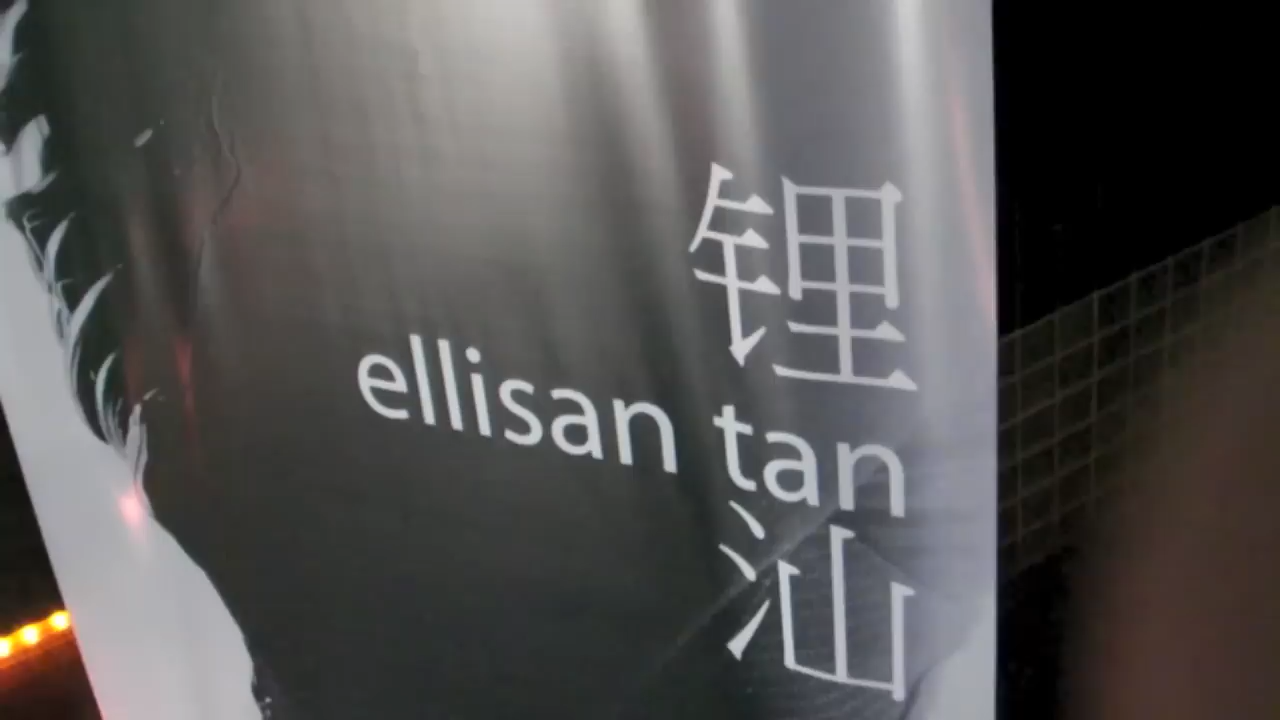 锂
ellisan tan
汕